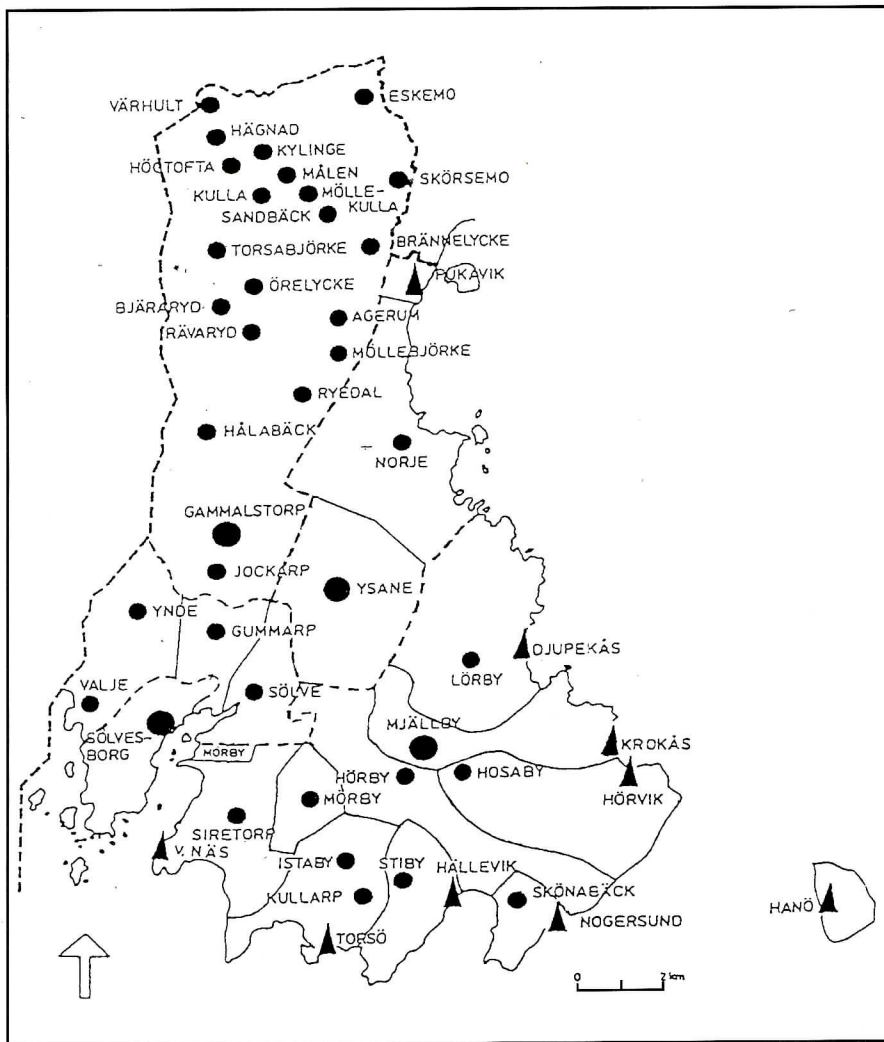 VÄRHULT
ESKEMO
HÄGNAD
KYLINGE
HÖGTOFTA
MÅLEN
SKÖRSEMO
KULLA
MÖLLE-
KULLA
SANDBÄCK
TORSABJÖRKE
BRÄNNELYCKE
ÖRELYCKE
PUKAVIK
BJÄRARYD
AGERUM
RÄVARYD
MÖLLEBJÖRKE
RYEDAL
HÅLABÄCK
NORJE
GAMMALSTORP
JOCKARP
YSANE
YNDE
GUMMARP
DJUPEKÅS
LÖRBY
VALJE
SÖLVE
SÖLVES-
BORG
MJÄLLBY
MÖRBY
KROKÅS
HÖRBY
HOSABY
MÖRBY
HÖRVIK
SIRETORP
V. NÄS
ISTABY
STIBY
HÄLLEVIK
KULLARP
SKÖNABÄCK
HANÖ
NOGERSUND
TORSÖ
0 2 km